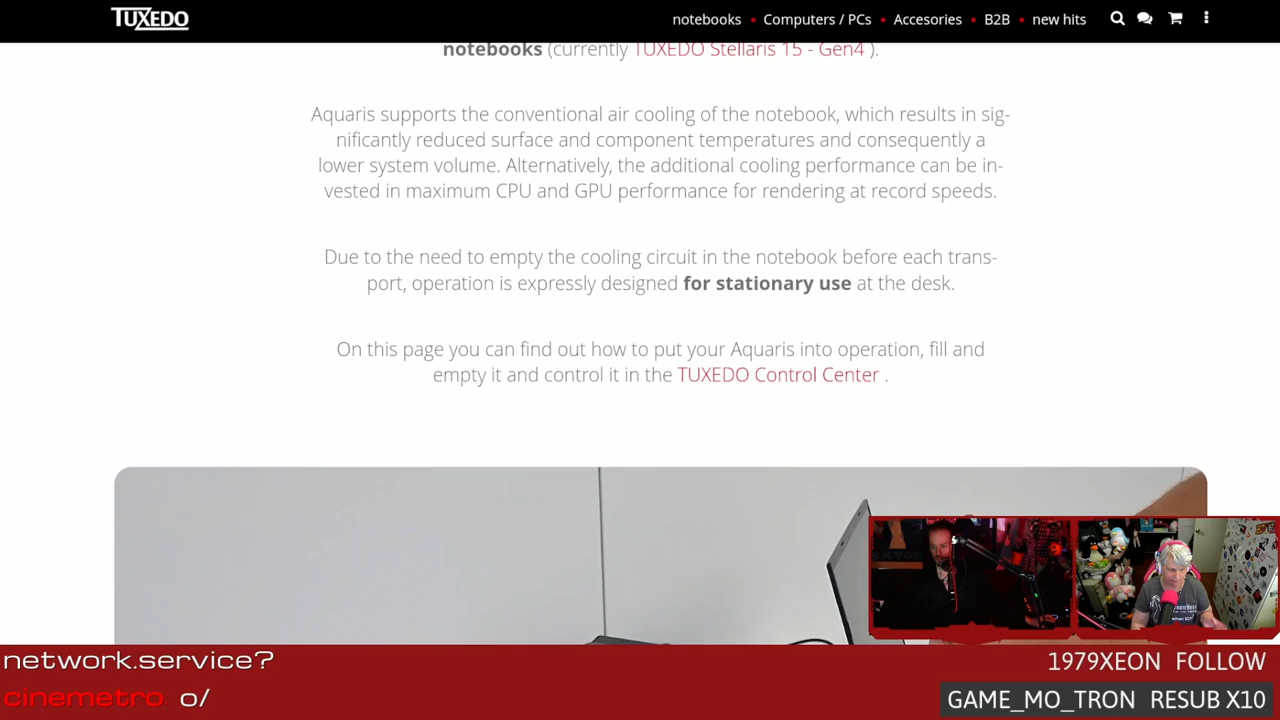 TUXEDO
notebooks • Computers / PCs • Accesories • B2B • new hits
notebooks (currently TUXEDO Stellaris 15 - Gen4 ).
Aquaris supports the conventional air cooling of the notebook, which results in sig-
nificantly reduced surface and component temperatures and consequently a
lower system volume. Alternatively, the additional cooling performance can be in-
vested in maximum CPU and GPU performance for rendering at record speeds.
Due to the need to empty the cooling circuit in the notebook before each trans-
port, operation is expressly designed for stationary use at the desk.
On this page you can find out how to put your Aquaris into operation, fill and
empty it and control it in the TUXEDO Control Center .
network.service?
cinemetro o/
1979XEON FOLLOW
GAME_MO_TRON RESUB X10